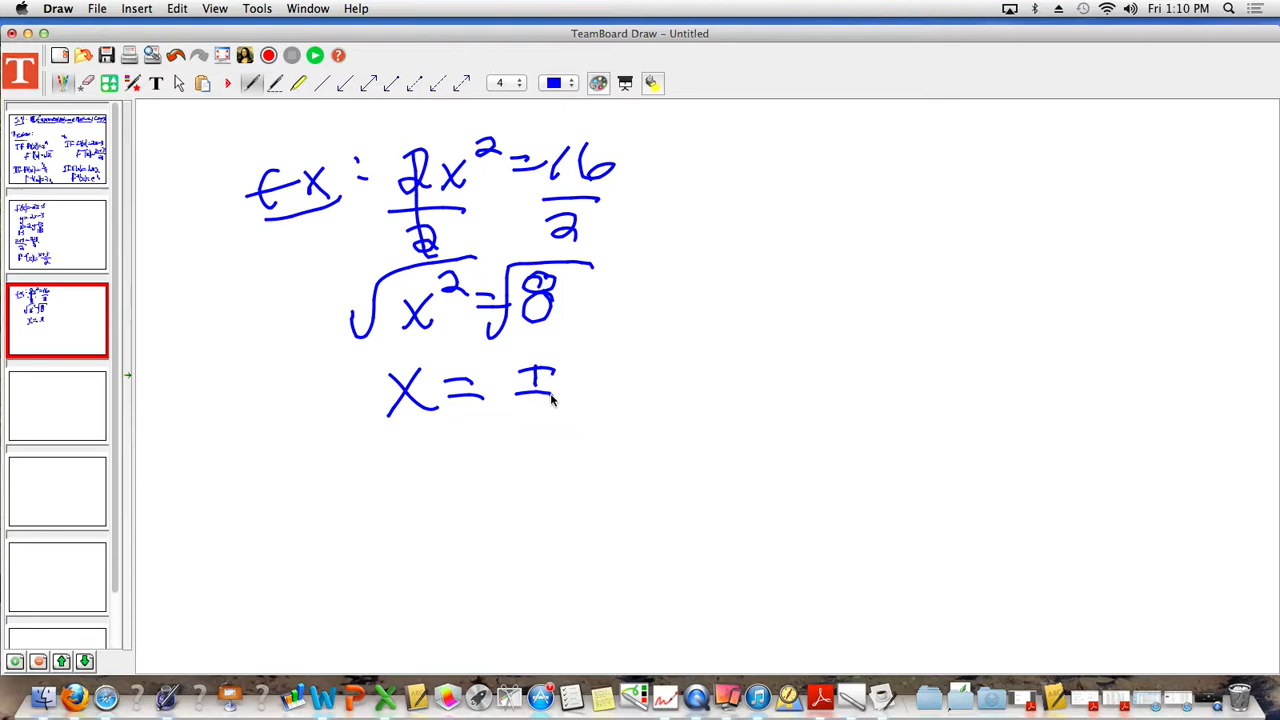 Draw File Edit View Tools Window Help Fri 1:10 PM
TeamBoard Draw – Untitled
T T 4
Ex: 2x² = 16
2 2
√x² = √8
x = ±